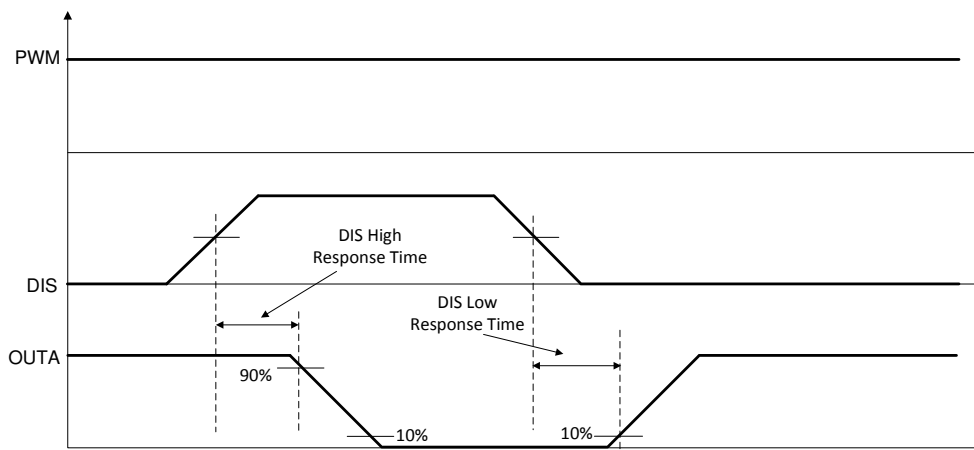 PWM
DIS High
Response Time
DIS
DIS Low
Response Time
OUTA
90%
10%
10%